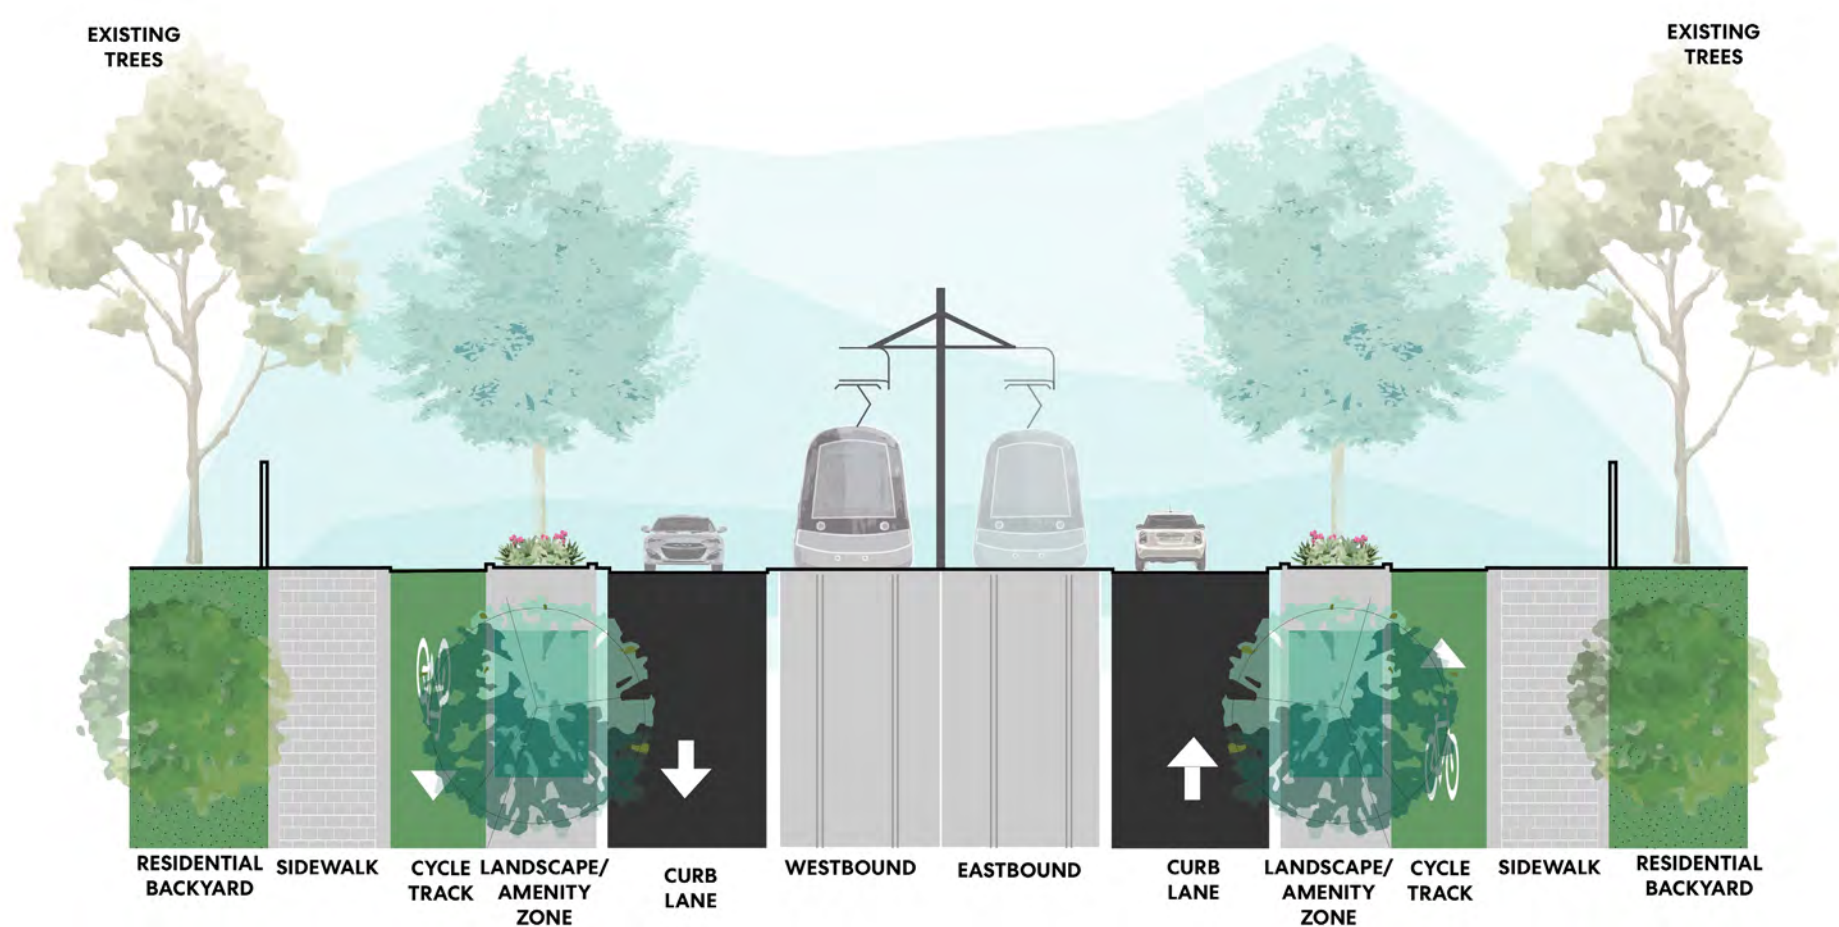 EXISTING
TREES
EXISTING
TREES
RESIDENTIAL
BACKYARD
SIDEWALK
CYCLE
TRACK
LANDSCAPE/
AMENITY
ZONE
CURB
LANE
WESTBOUND
EASTBOUND
CURB
LANE
LANDSCAPE/
AMENITY
ZONE
CYCLE
TRACK
SIDEWALK
RESIDENTIAL
BACKYARD